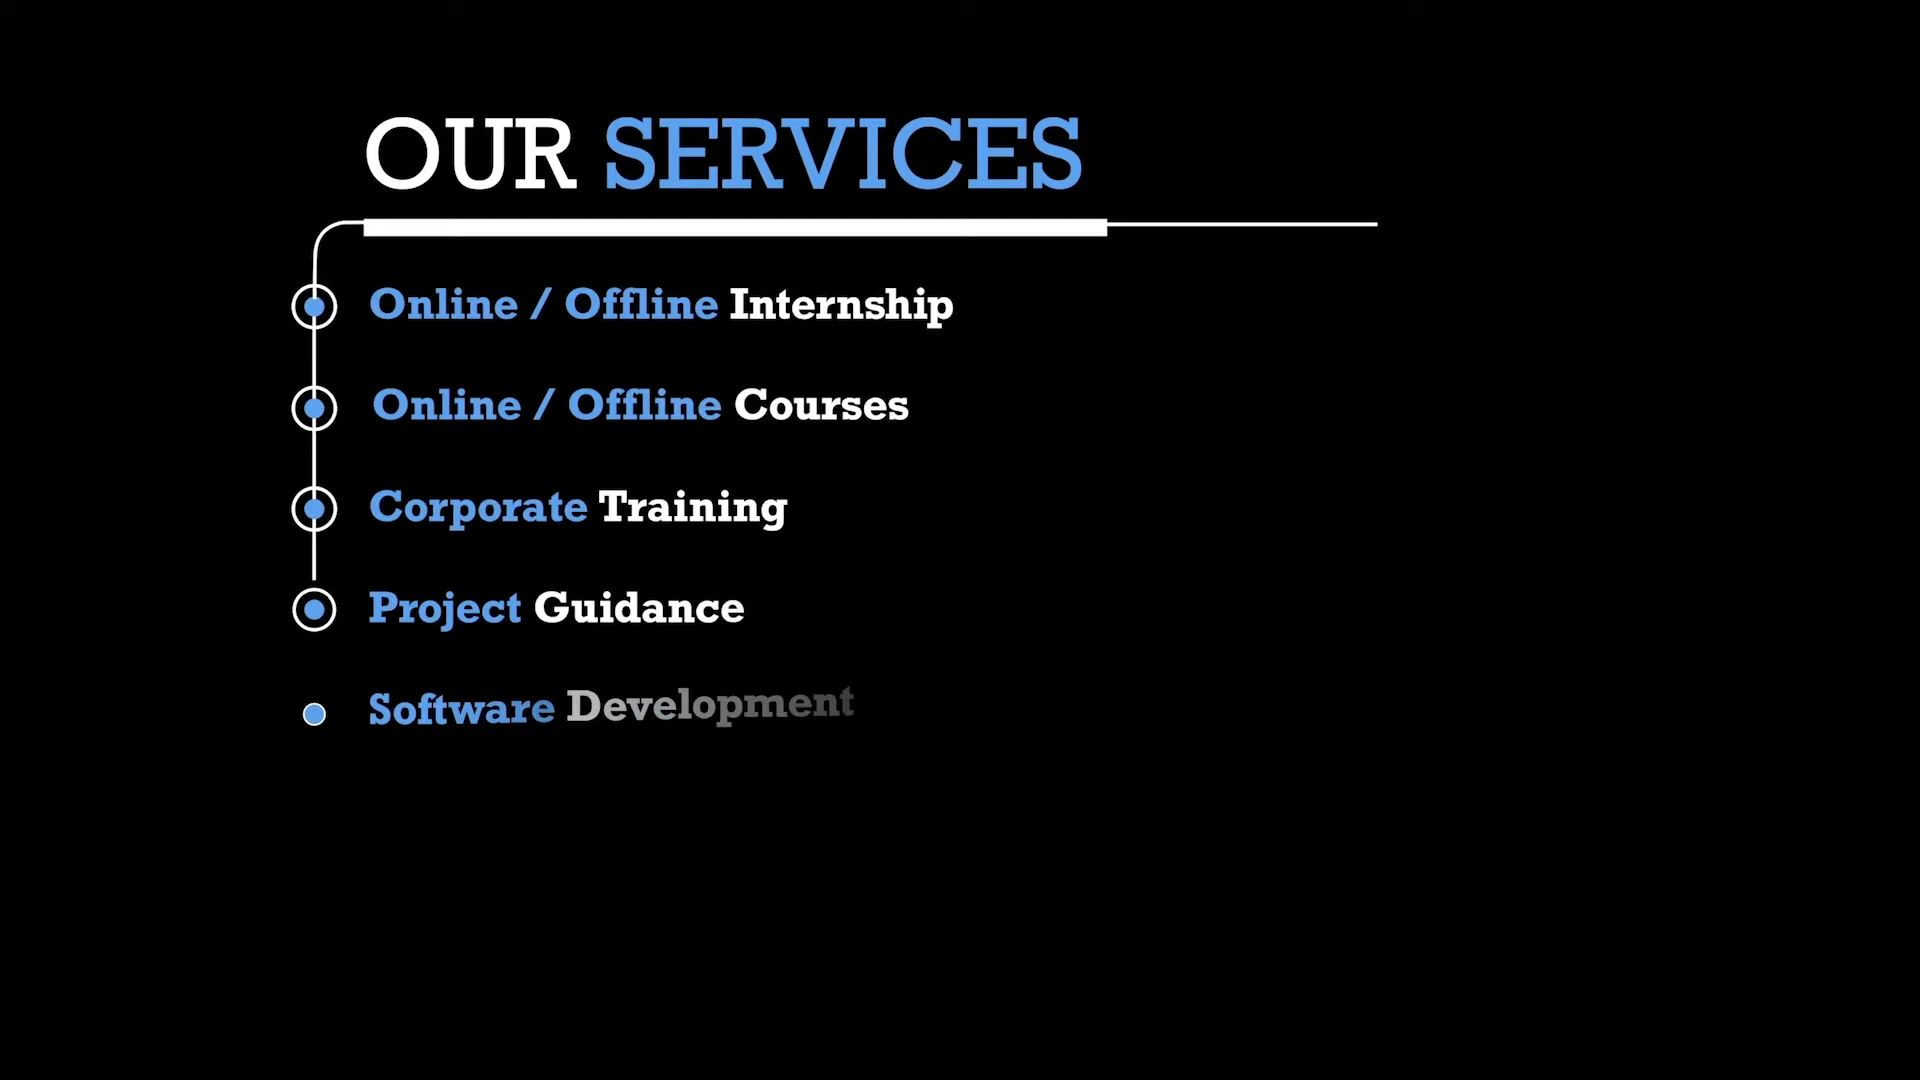 OUR SERVICES
Online / Offline Internship
Online / Offline Courses
Corporate Training
Project Guidance
Software Development